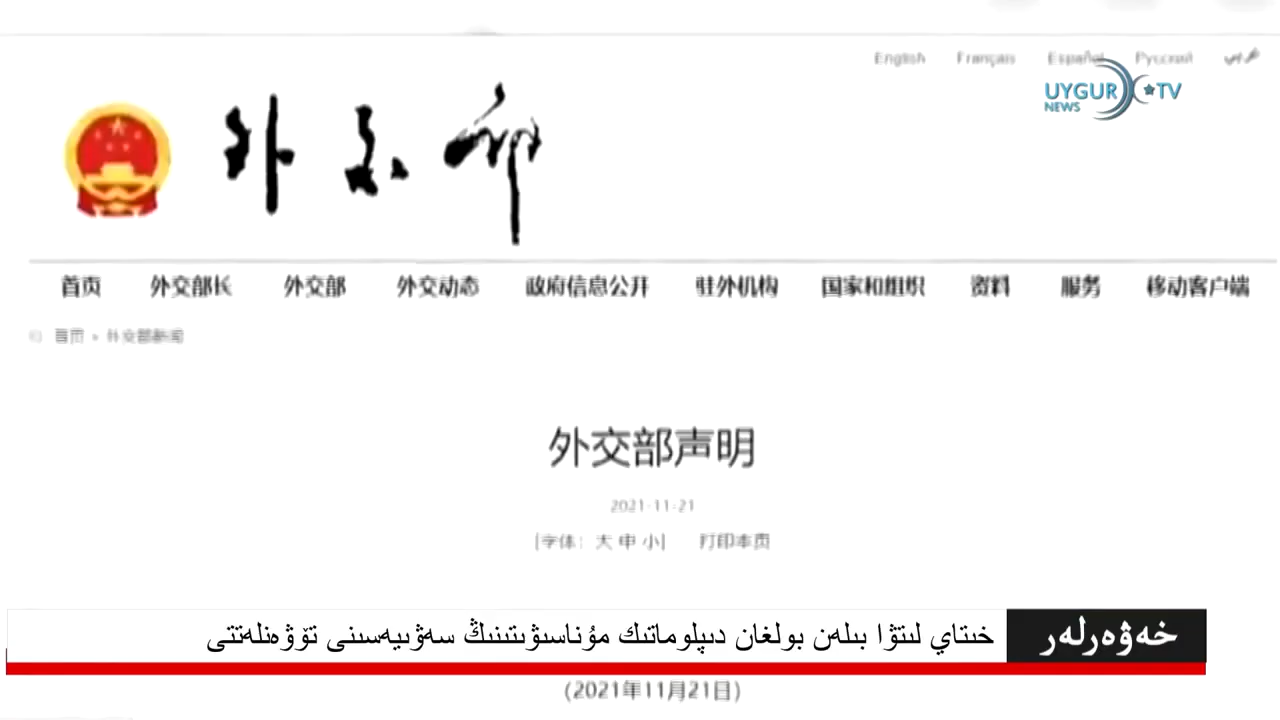 English Français Español Русский عربي
UYGUR TV
NEWS
外交部
首页 外交部长 外交部 外交动态 政府信息公开 驻外机构 国家和组织 资料 服务 移动客户端
首页 > 外交部新闻
外交部声明
2021-11-21
[字体：大 中 小] 打印本页
خەۋەرلەر
خىتاي لىتۋا بىلەن بولغان دىپلوماتىك مۇناسىۋىتىنىڭ سەۋىيەسىنى تۆۋەنلەتتى
(2021年11月21日)